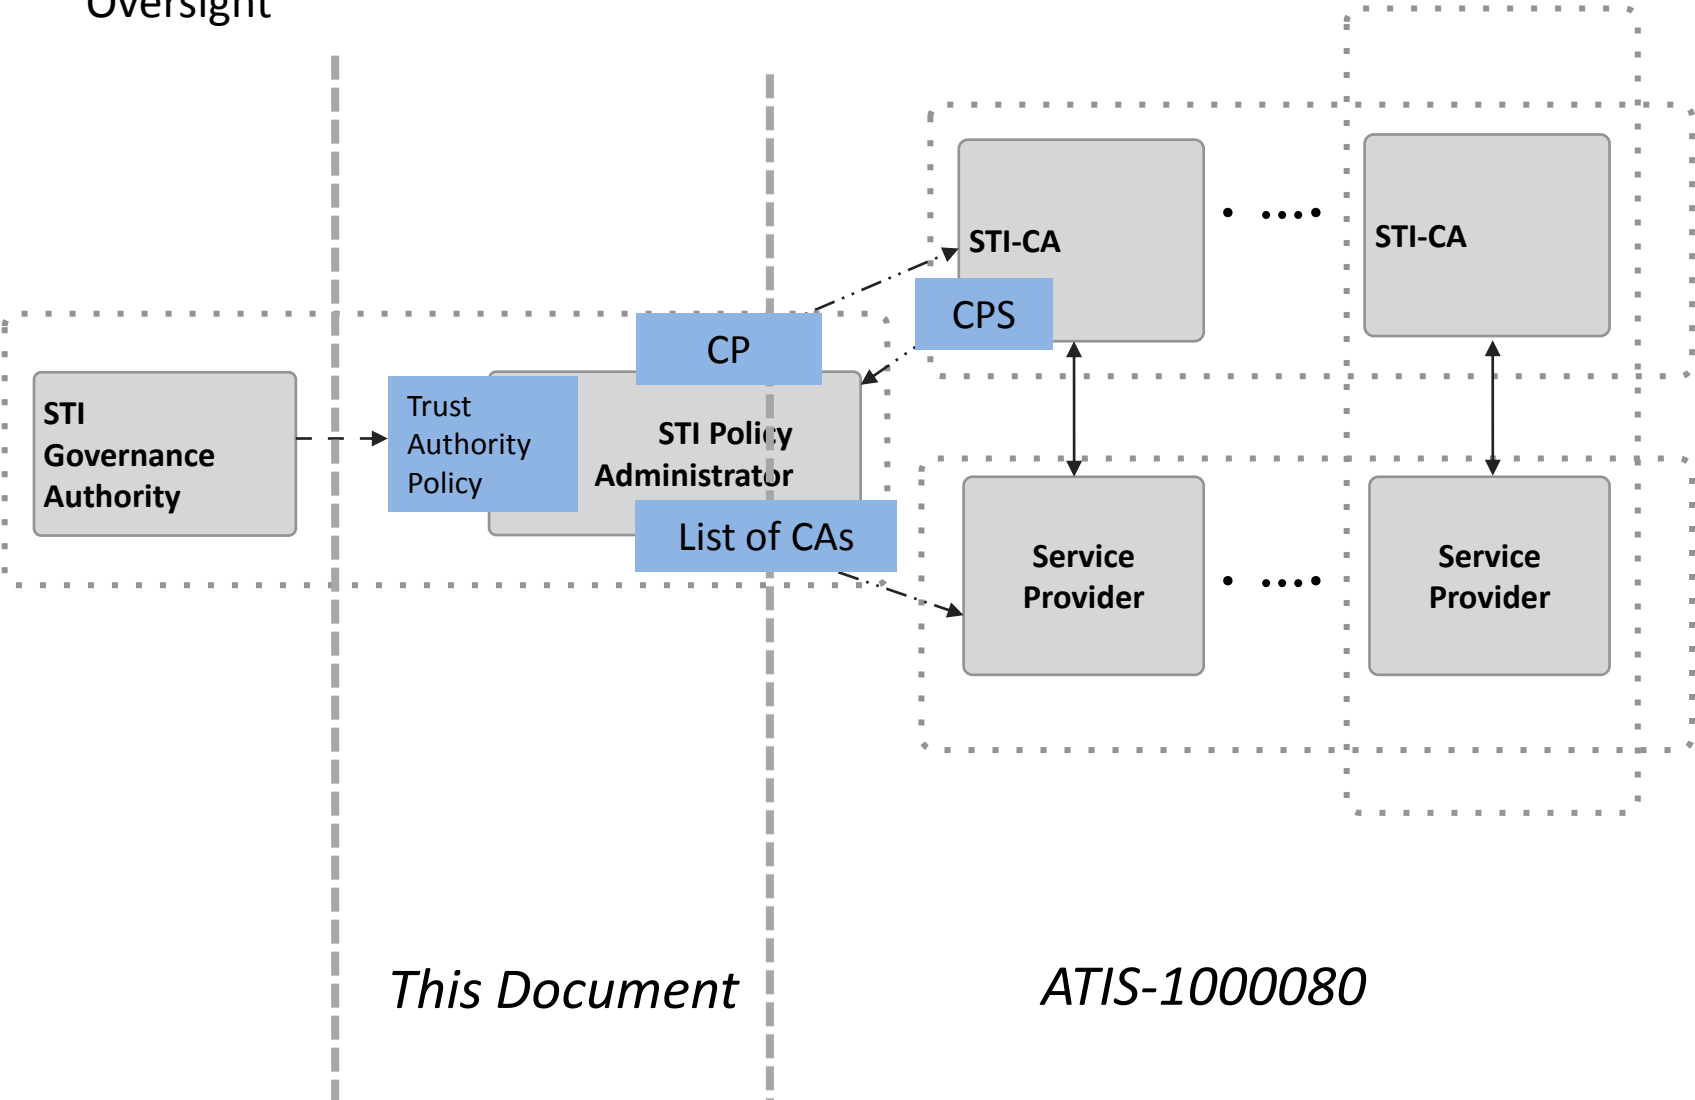 Oversight
STI-CA
STI-CA
CPS
CP
STI
Governance
Authority
Trust
Authority
Policy
STI Policy
Administrator
List of CAs
Service
Provider
Service
Provider
This Document
ATIS-1000080